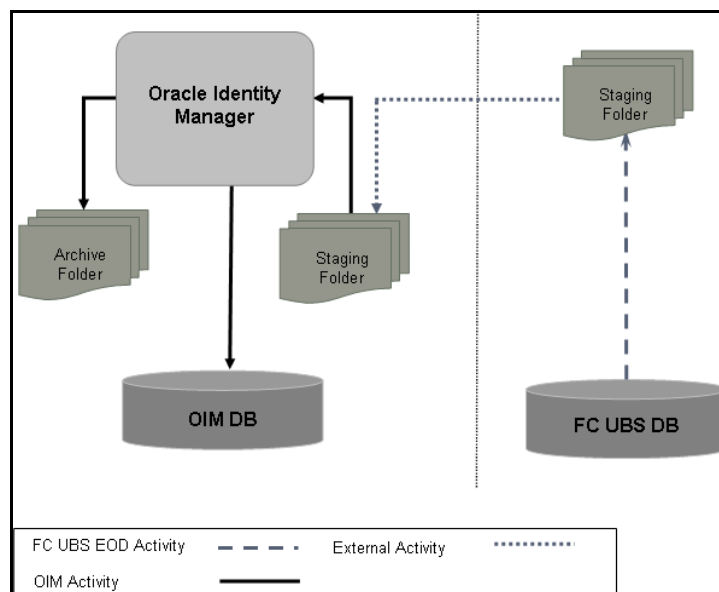 Oracle Identity
Manager
Staging
Folder
Archive
Folder
Staging
Folder
OIM DB
FC UBS DB
FC UBS EOD Activity
External Activity
OIM Activity